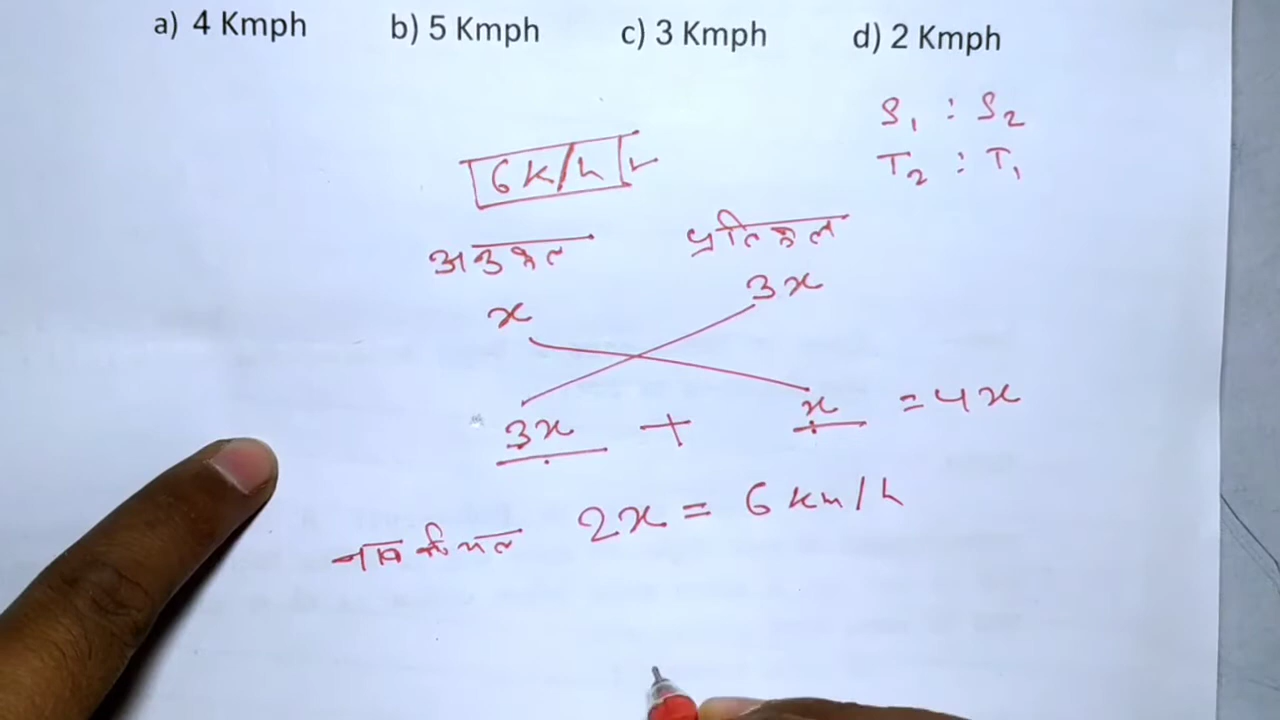 a) 4 Kmph b) 5 Kmph c) 3 Kmph d) 2 Kmph
S₁ : S₂
T₂ : T₁
6 k/h
प्रतिकूल
x 3x
3x + x = 4x
2x = 6 km/h